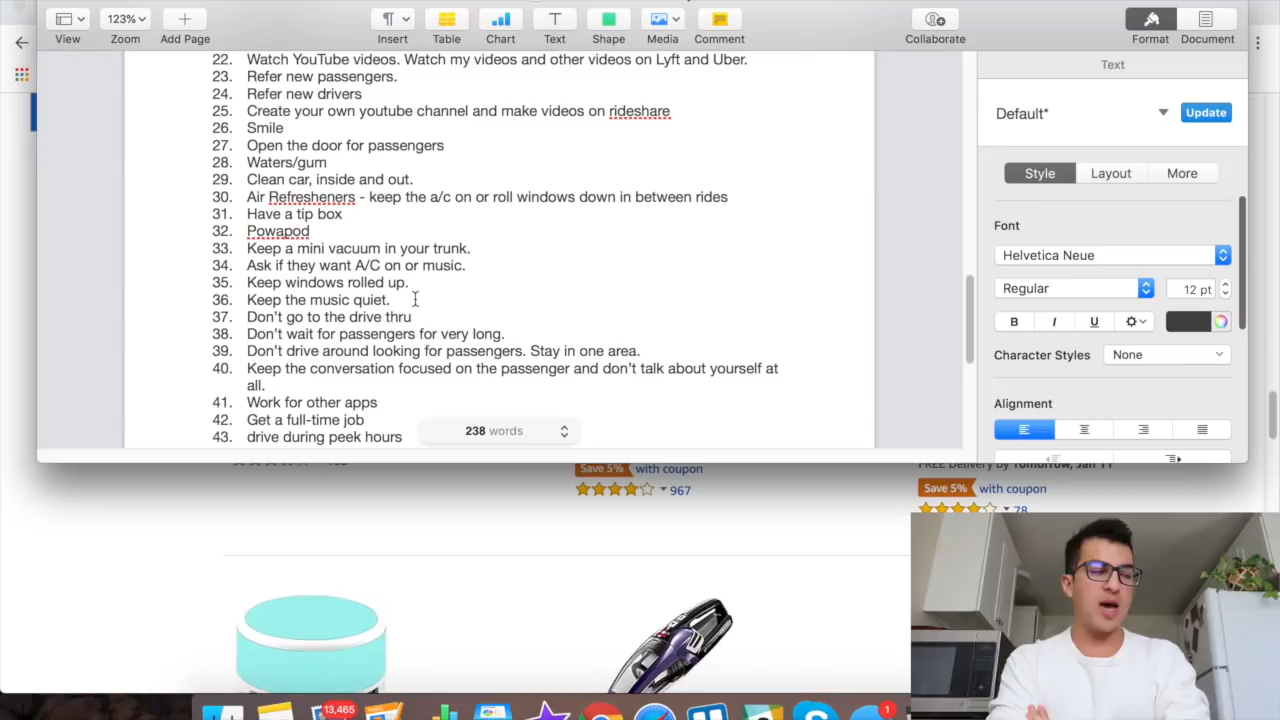 123%
View
Zoom
Add Page
Insert
Table
Chart
Text
Shape
Media
Comment
Collaborate
Format
Document
22. Watch YouTube videos. Watch my videos and other videos on Lyft and Uber.
23. Refer new passengers.
24. Refer new drivers
25. Create your own youtube channel and make videos on rideshare
26. Smile
27. Open the door for passengers
28. Waters/gum
29. Clean car, inside and out.
30. Air Refresheners - keep the a/c on or roll windows down in between rides
31. Have a tip box
32. Powapod
33. Keep a mini vacuum in your trunk.
34. Ask if they want A/C on or music.
35. Keep windows rolled up.
36. Keep the music quiet.
37. Don't go to the drive thru
38. Don't wait for passengers for very long.
39. Don't drive around looking for passengers. Stay in one area.
40. Keep the conversation focused on the passenger and don't talk about yourself at
all.
41. Work for other apps
42. Get a full-time job
43. drive during peek hours
238 words
Text
Default*
Update
Style
Layout
More
Font
Helvetica Neue
Regular
12 pt
B I U
Character Styles
None
Alignment
Save 5% with coupon
967
FREE Delivery by Tomorrow, Jan 11
Save 5% with coupon
78
13,465
1